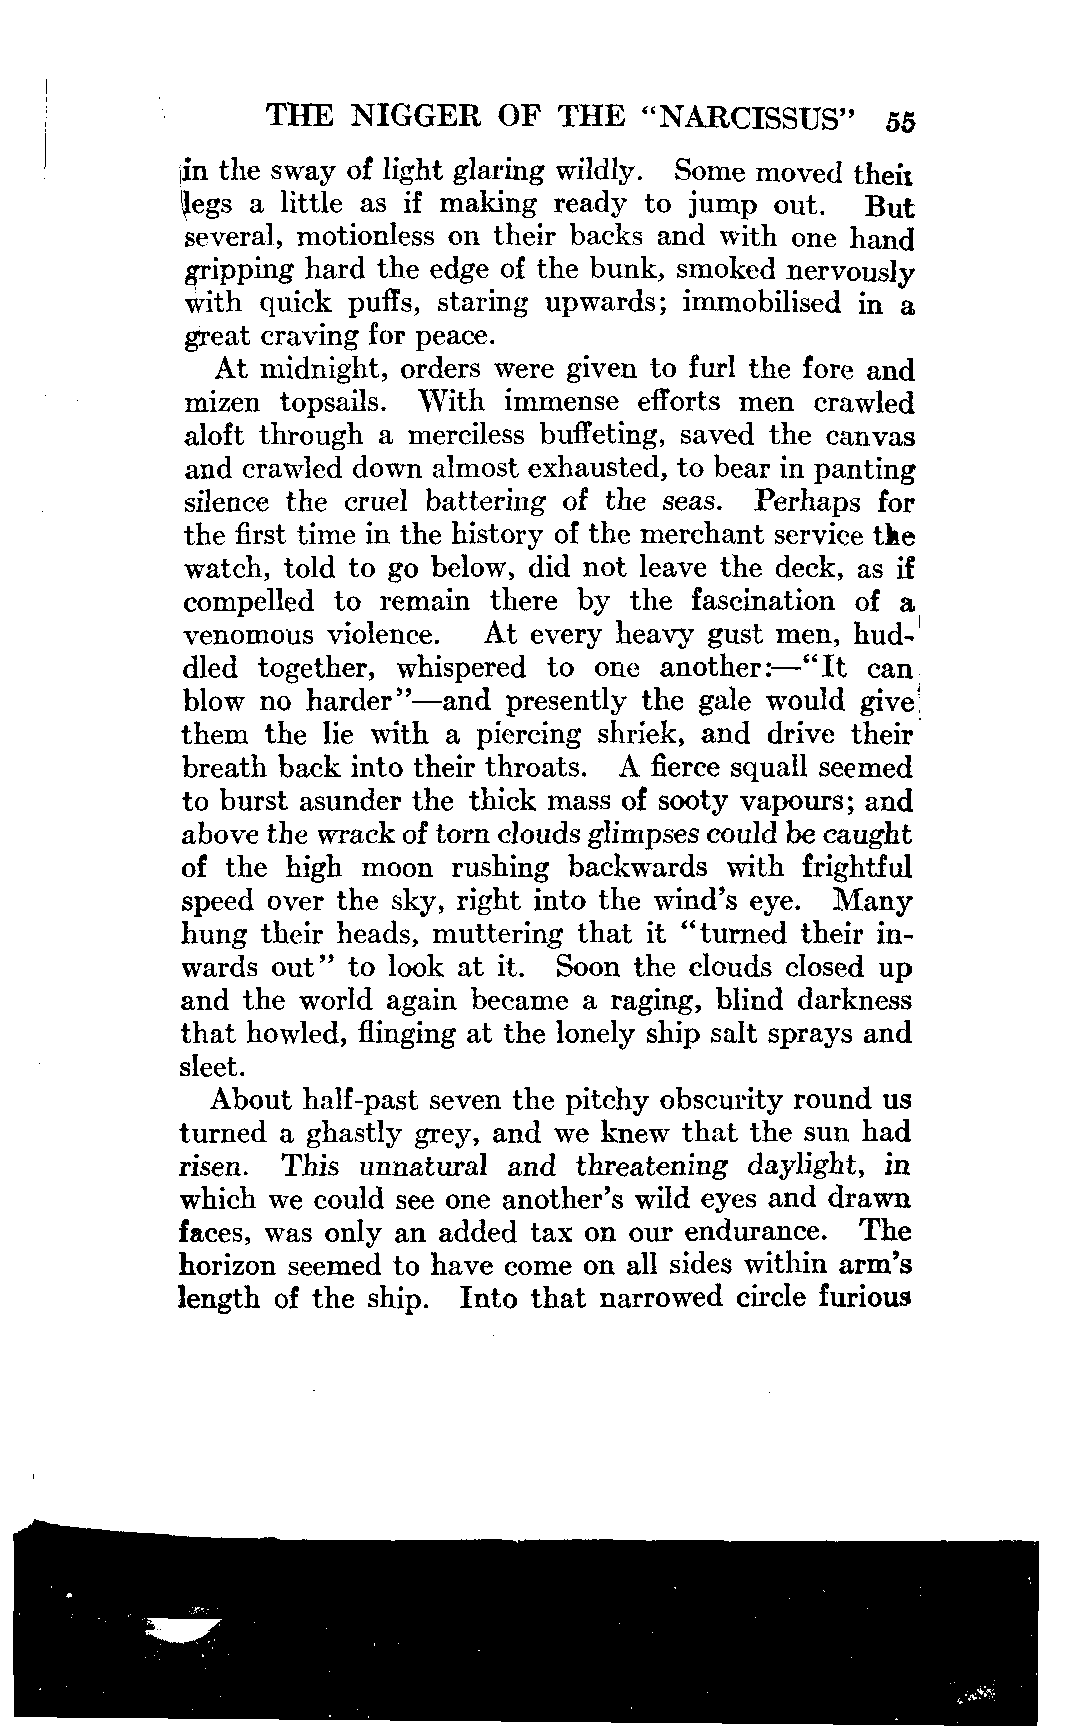 THE NIGGER OF THE “NARCISSUS” 55
in the sway of light glaring wildly. Some moved their
legs a little as if making ready to jump out. But
several, motionless on their backs and with one hand
gripping hard the edge of the bunk, smoked nervously
with quick puffs, staring upwards; immobilised in a
great craving for peace.
At midnight, orders were given to furl the fore and
mizen topsails. With immense efforts men crawled
aloft through a merciless buffeting, saved the canvas
and crawled down almost exhausted, to bear in panting
silence the cruel battering of the seas. Perhaps for
the first time in the history of the merchant service the
watch, told to go below, did not leave the deck, as if
compelled to remain there by the fascination of a
venomous violence. At every heavy gust men, hud-
dled together, whispered to one another:—“It can
blow no harder”—and presently the gale would give
them the lie with a piercing shriek, and drive their
breath back into their throats. A fierce squall seemed
to burst asunder the thick mass of sooty vapours; and
above the wrack of torn clouds glimpses could be caught
of the high moon rushing backwards with frightful
speed over the sky, right into the wind’s eye. Many
hung their heads, muttering that it “turned their in-
wards out” to look at it. Soon the clouds closed up
and the world again became a raging, blind darkness
that howled, flinging at the lonely ship salt sprays and
sleet.
About half-past seven the pitchy obscurity round us
turned a ghastly grey, and we knew that the sun had
risen. This unnatural and threatening daylight, in
which we could see one another’s wild eyes and drawn
faces, was only an added tax on our endurance. The
horizon seemed to have come on all sides within arm’s
length of the ship. Into that narrowed circle furious